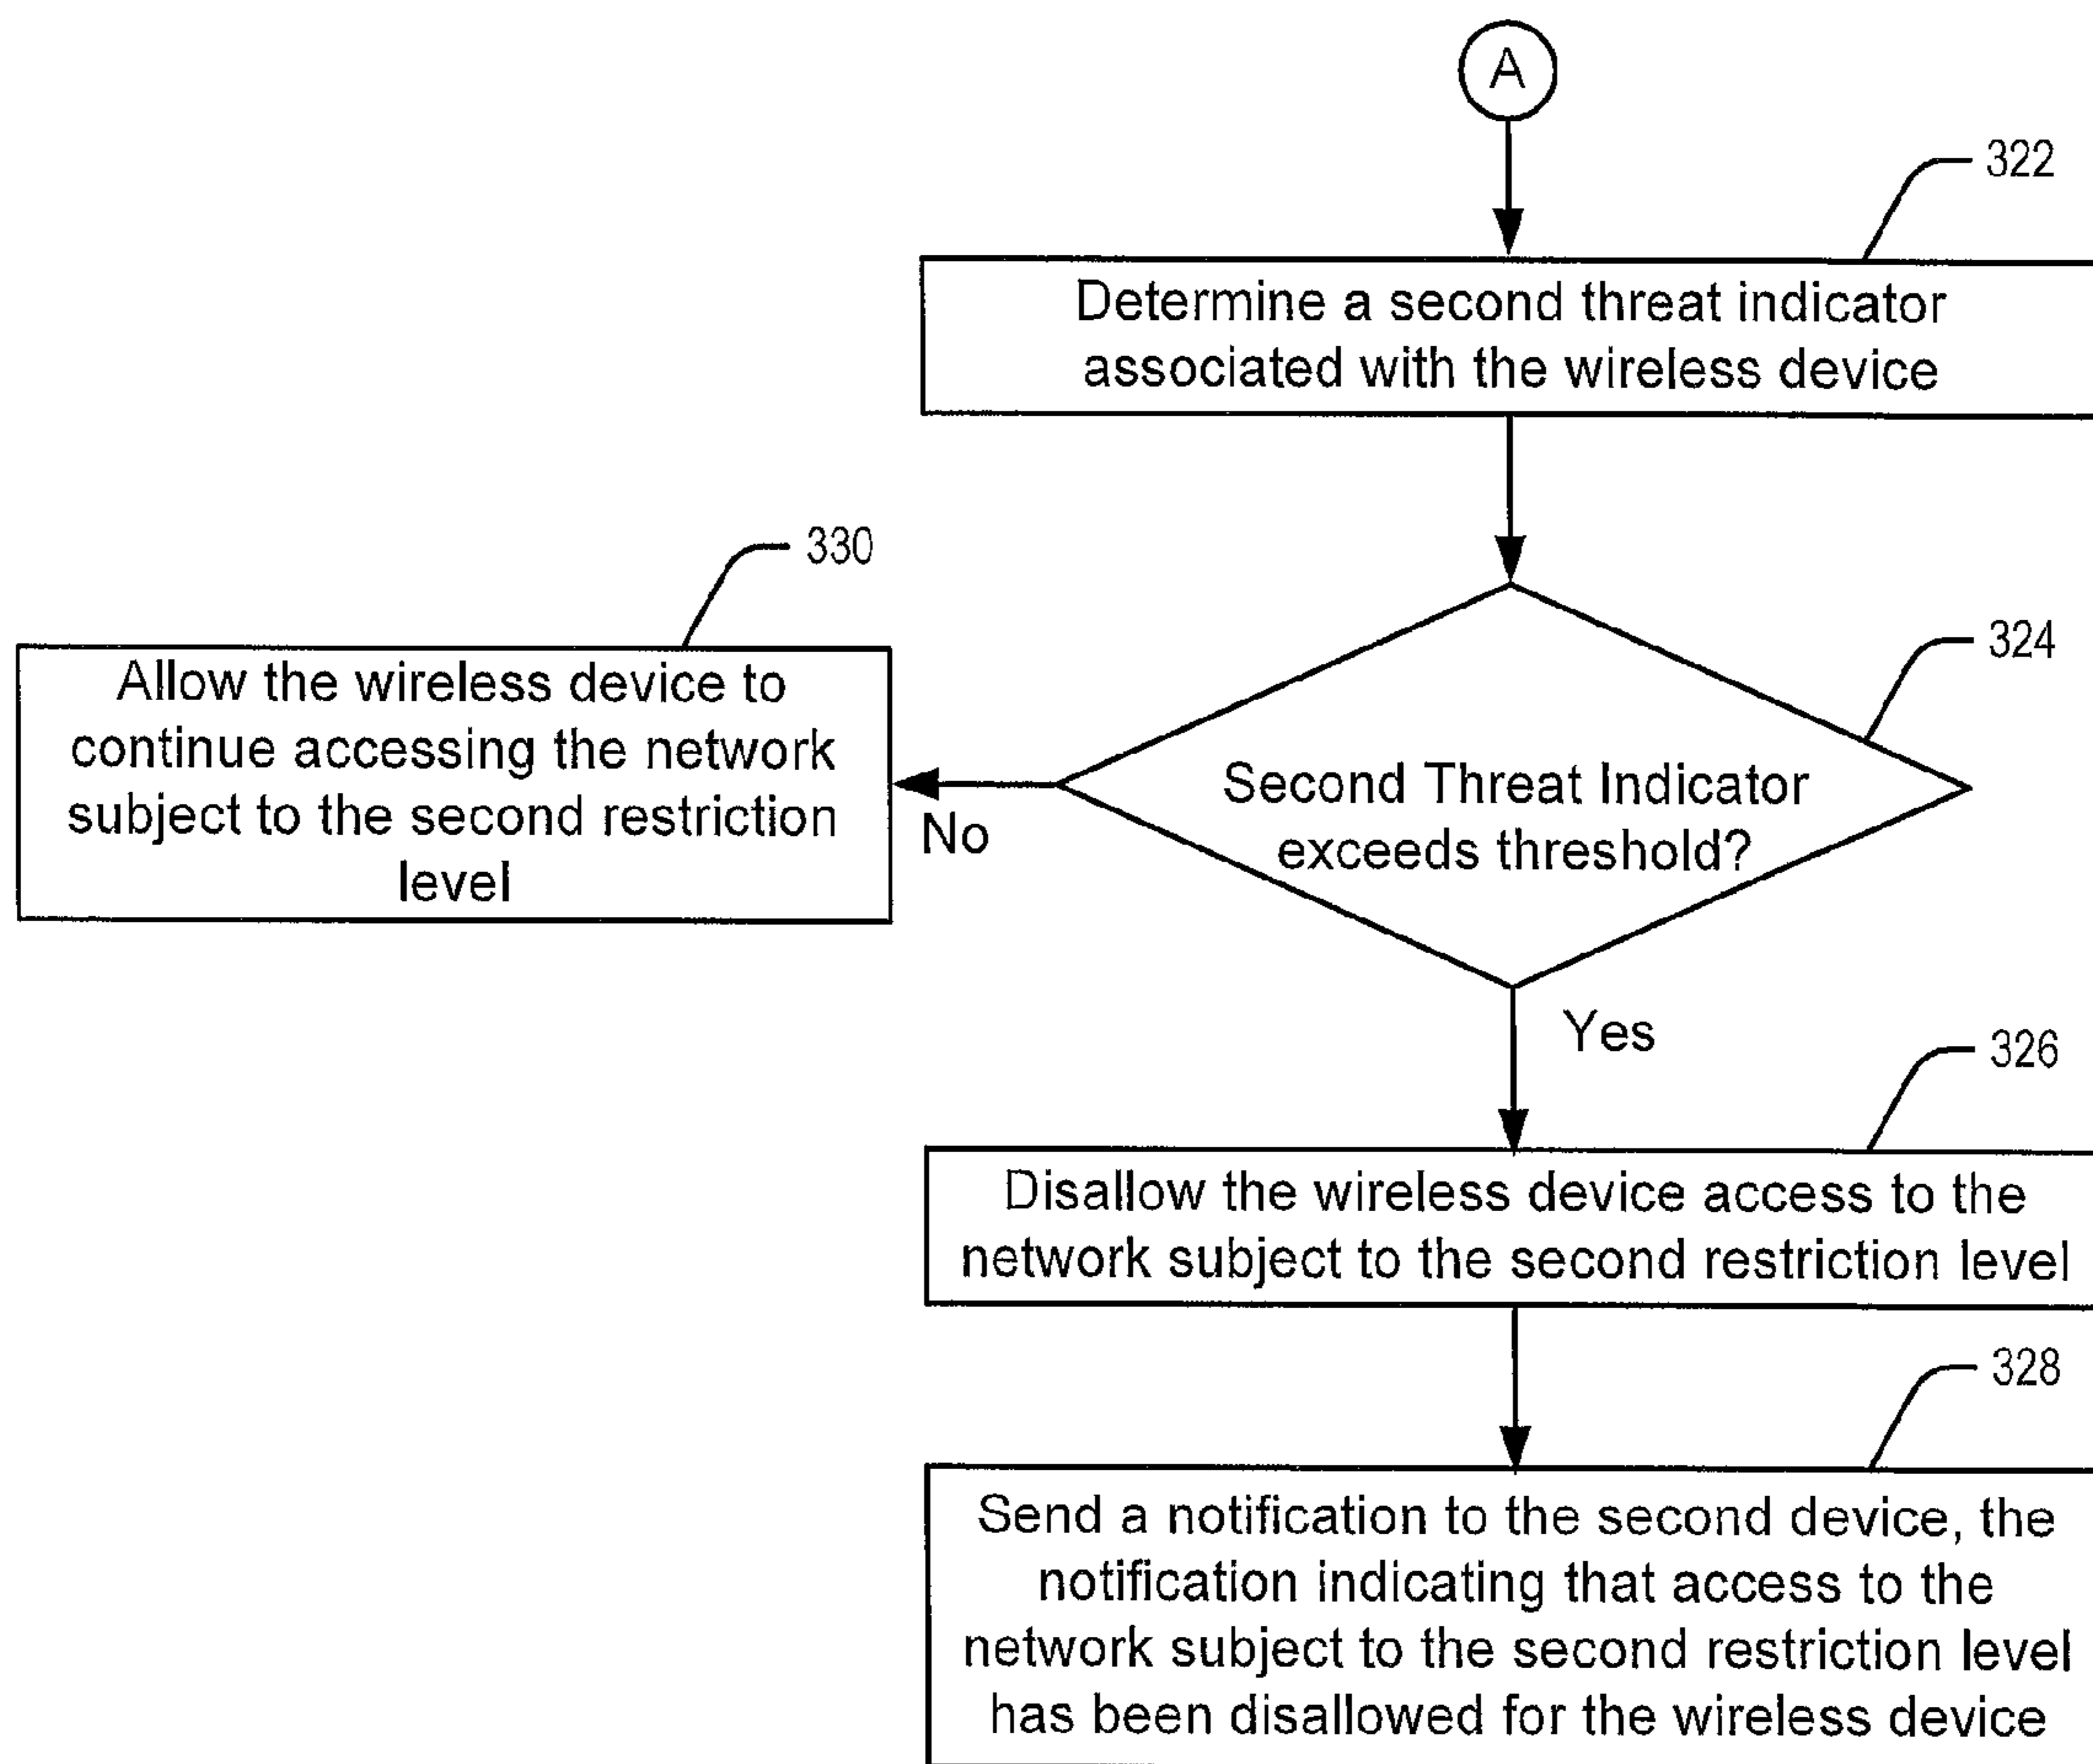 A
322
Determine a second threat indicator
associated with the wireless device
330
Allow the wireless device to
continue accessing the network
subject to the second restriction
level
324
Second Threat Indicator
exceeds threshold?
No
Yes
326
Disallow the wireless device access to the
network subject to the second restriction level
328
Send a notification to the second device, the
notification indicating that access to the
network subject to the second restriction level
has been disallowed for the wireless device